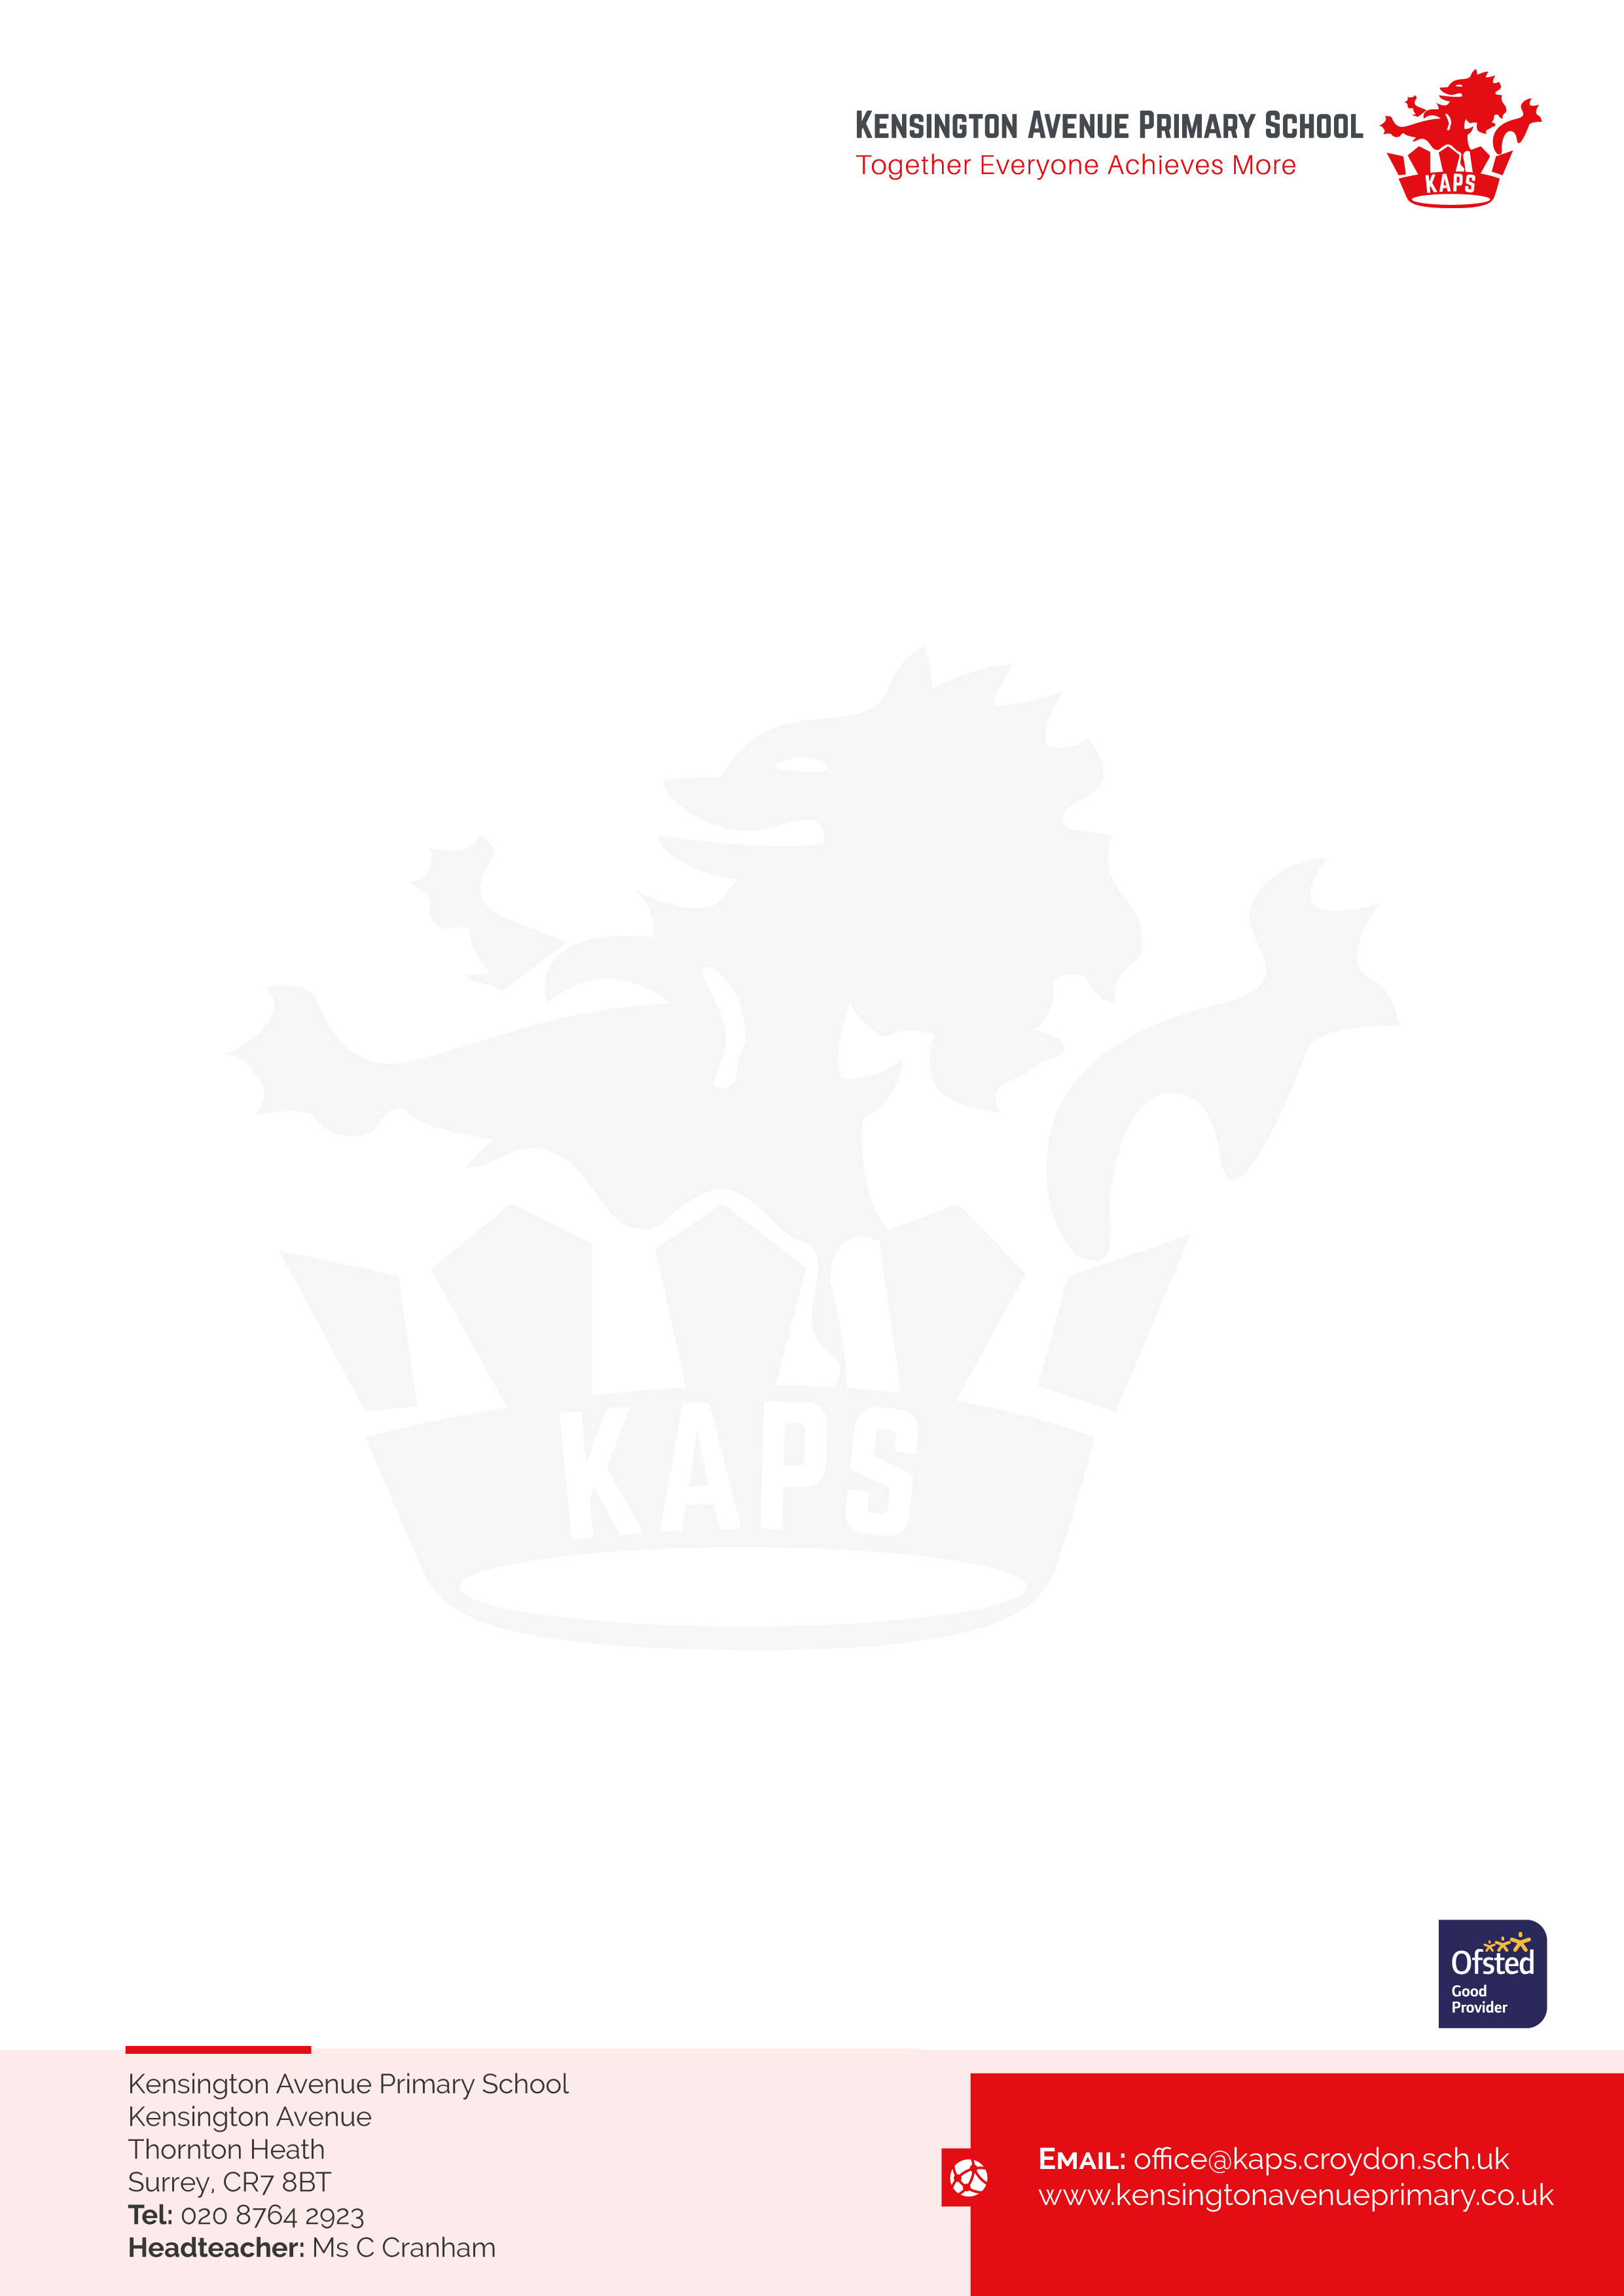 Kensington Avenue Primary School
Together Everyone Achieves More
KAPS
KAPS
Ofsted
Good
Provider
Kensington Avenue Primary School
Kensington Avenue
Thornton Heath
Surrey, CR7 8BT
Tel: 020 8764 2923
Headteacher: Ms C Cranham
Email: office@kaps.croydon.sch.uk
www.kensingtonavenueprimary.co.uk